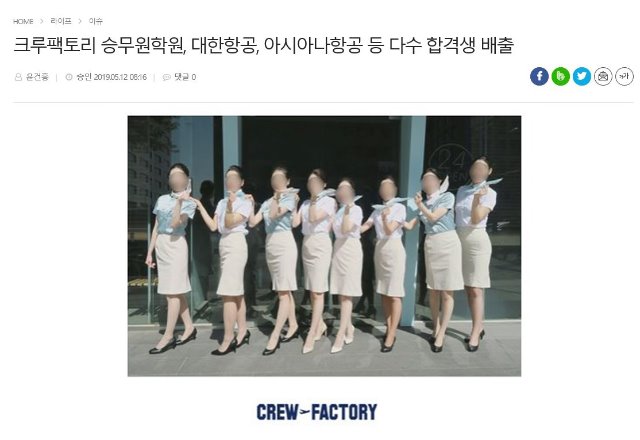 HOME > 라이프 > 이슈
크루팩토리 승무원학원, 대한항공, 아시아나항공 등 다수 합격생 배출
윤건웅 | 승인 2019.05.12 08:16 | 댓글 0
가
24
CREW FACTORY